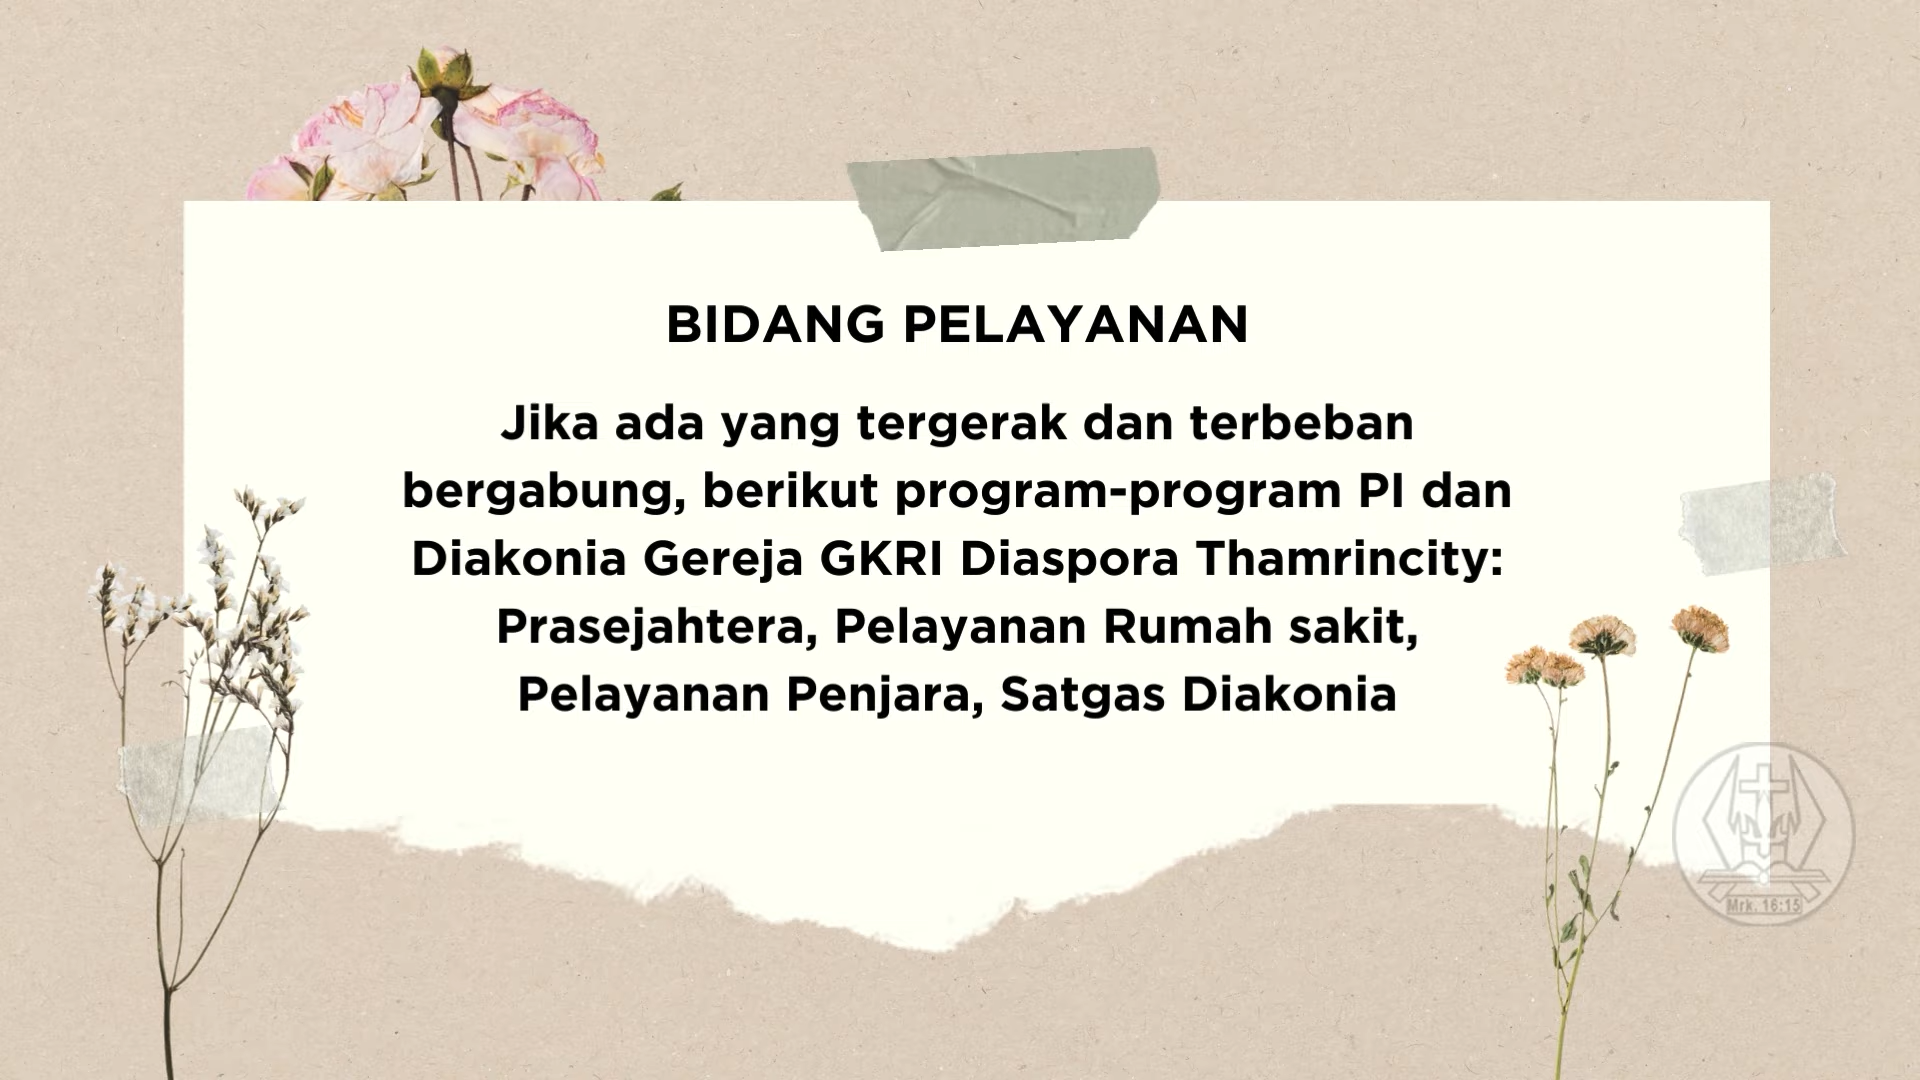 BIDANG PELAYANAN
Jika ada yang tergerak dan terbeban
bergabung, berikut program-program PI dan
Diakonia Gereja GKRI Diaspora Thamrincity:
Prasejahtera, Pelayanan Rumah sakit,
Pelayanan Penjara, Satgas Diakonia
Mrk. 16:15